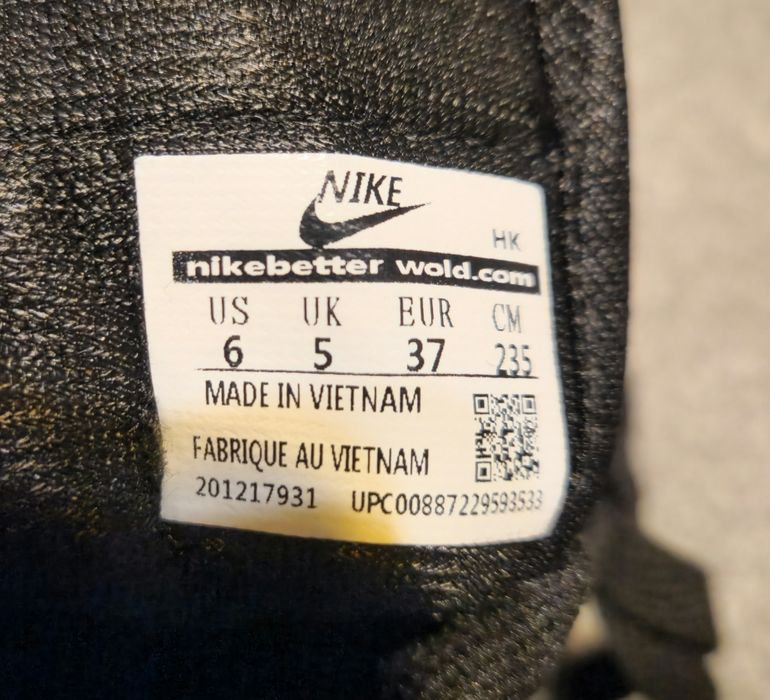 NIKE
HK
nikebetter wold.com
US UK EUR CM
6 5 37 235
MADE IN VIETNAM
FABRIQUE AU VIETNAM
201217931 UPC00887229593533